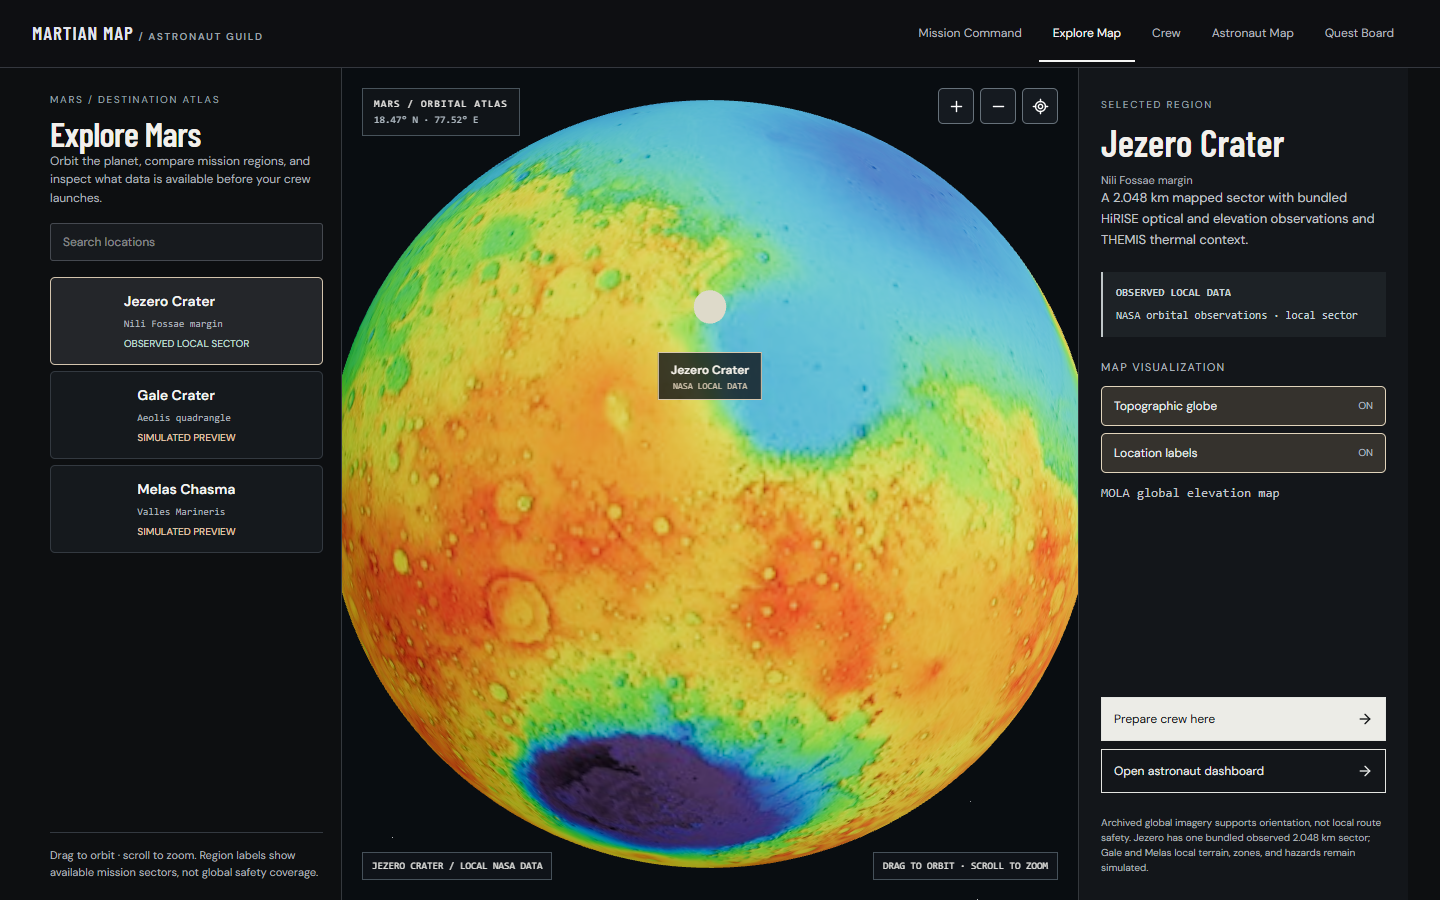 MARTIAN MAP / ASTRONAUT GUILD
Mission Command
Explore Map
Crew
Astronaut Map
Quest Board
MARS / DESTINATION ATLAS
Explore Mars
Orbit the planet, compare mission regions, and
inspect what data is available before your crew
launches.
Search locations
Jezero Crater
Nili Fossae margin
OBSERVED LOCAL SECTOR
Gale Crater
Aeolis quadrangle
SIMULATED PREVIEW
Melas Chasma
Valles Marineris
SIMULATED PREVIEW
Drag to orbit · scroll to zoom. Region labels show
available mission sectors, not global safety coverage.
MARS / ORBITAL ATLAS
18.47° N · 77.52° E
Jezero Crater
NASA LOCAL DATA
JEZERO CRATER / LOCAL NASA DATA
DRAG TO ORBIT · SCROLL TO ZOOM
SELECTED REGION
Jezero Crater
Nili Fossae margin
A 2.048 km mapped sector with bundled
HiRISE optical and elevation observations and
THEMIS thermal context.
OBSERVED LOCAL DATA
NASA orbital observations · local sector
MAP VISUALIZATION
Topographic globe ON
Location labels ON
MOLA global elevation map
Prepare crew here
Open astronaut dashboard
Archived global imagery supports orientation, not local route
safety. Jezero has one bundled observed 2.048 km sector;
Gale and Melas local terrain, zones, and hazards remain
simulated.